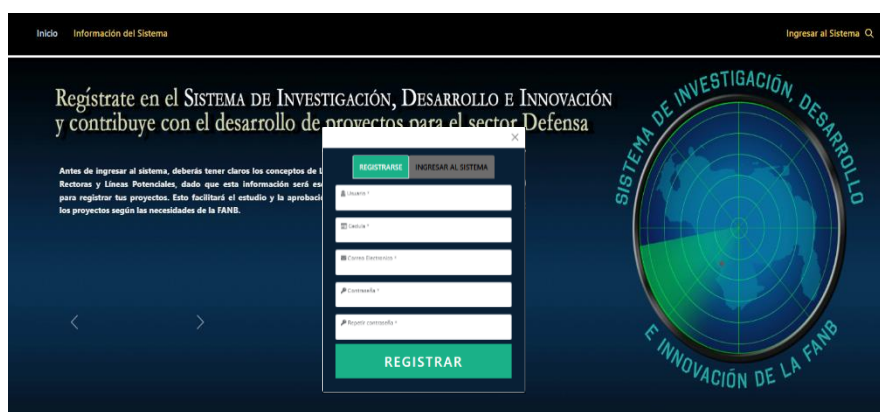 Inicio Información del Sistema Ingresar al Sistema
Regístrate en el SISTEMA DE INVESTIGACIÓN, DESARROLLO E INNOVACIÓN
y contribuye con el desarrollo de proyectos para el sector Defensa
Antes de ingresar al sistema, deberás tener claros los conceptos de
Rectoras y Líneas Potenciales, dado que esta información será
para registrar tus proyectos. Esto facilitará el estudio y la
los proyectos según las necesidades de la FANB.
REGISTRARSE INGRESAR AL SISTEMA
Usuario *
Cédula *
Correo Electrónico *
Contraseña *
Repetir contraseña *
REGISTRAR
SISTEMA DE INVESTIGACIÓN, DESARROLLO
E INNOVACIÓN DE LA FANB